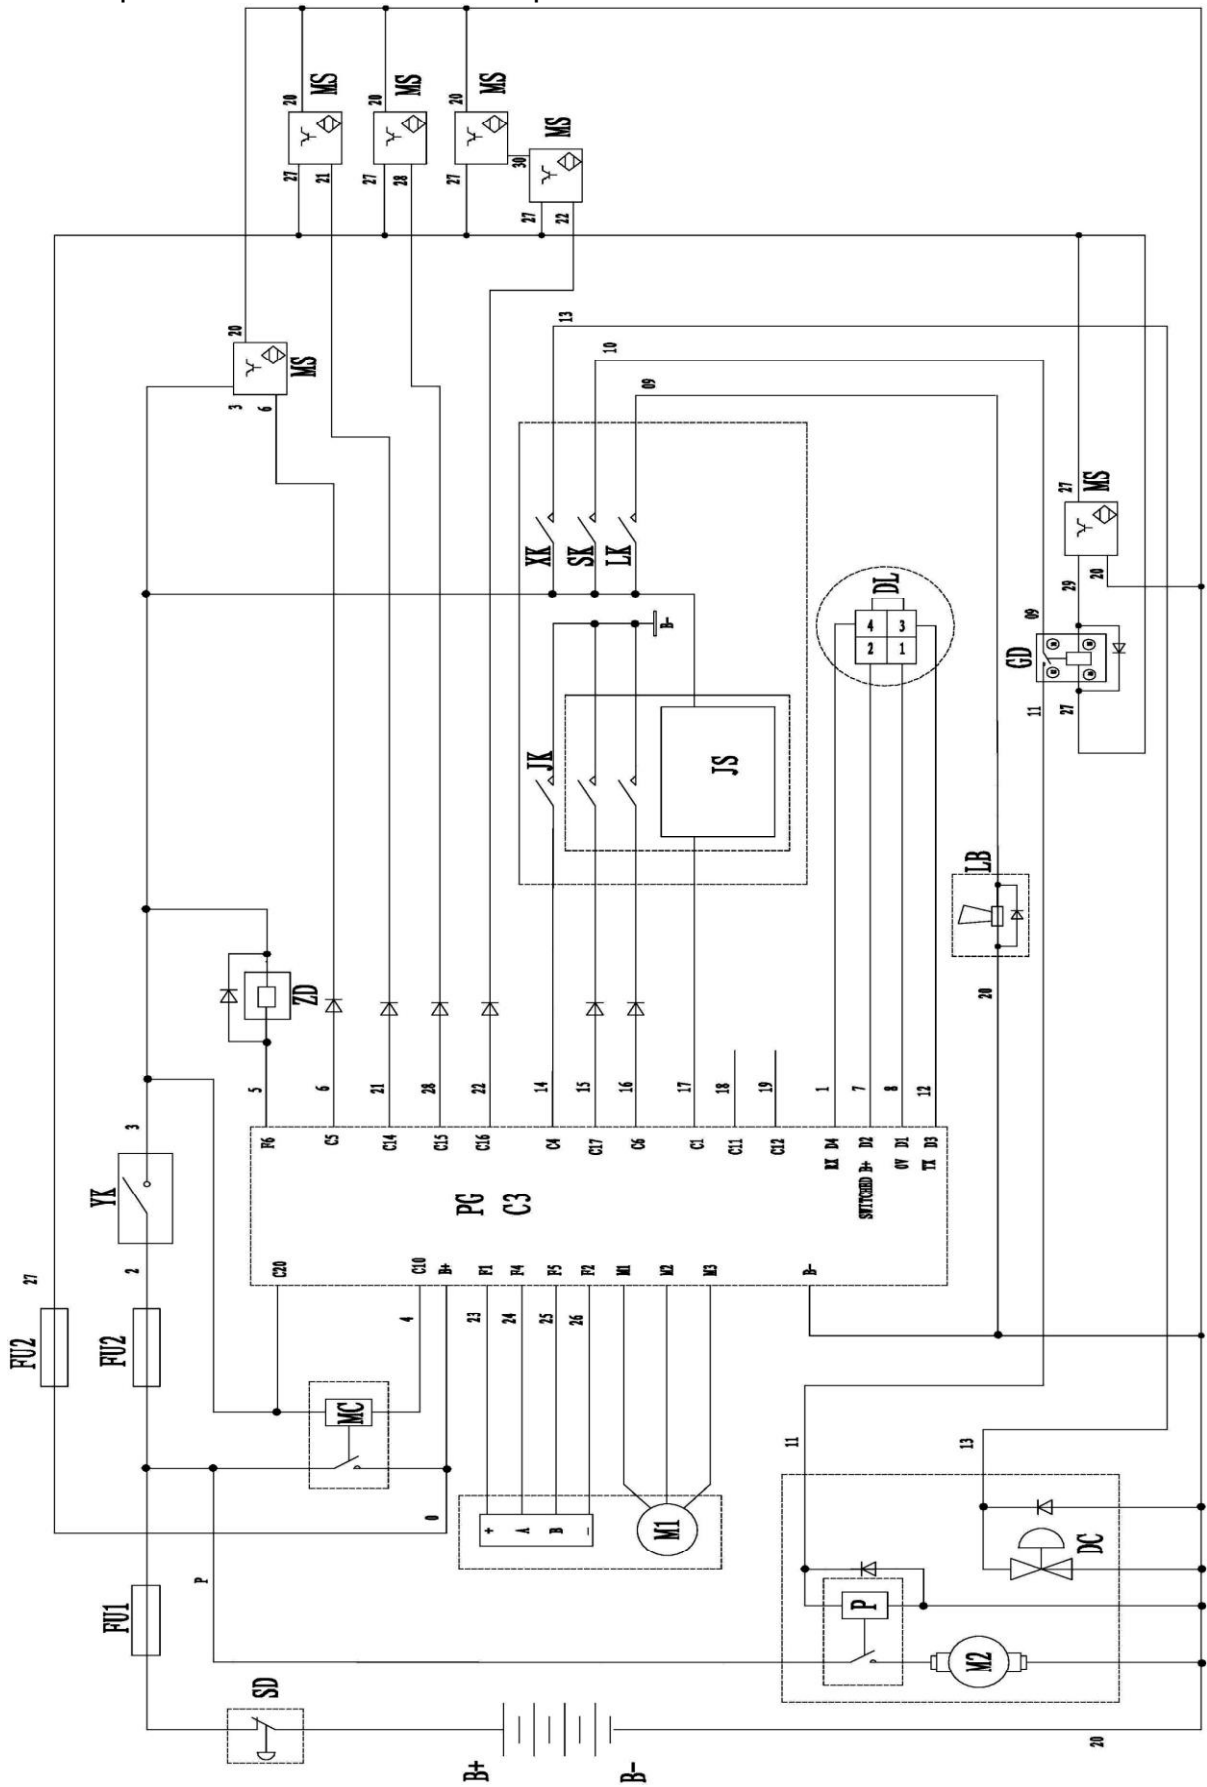 FU2
27
FU1
FU2
YK
2
3
P
3
20
5
6
SD
F6
C20
27
20
ZD
MS
6
21
MS
C5
MC
21
27
20
C14
4
28
MS
C10
0
28
C15
B+
27
20
PG
B+
23
22
C16
F1
+
MS
24
C3
F4
A
30
27
XK
JK
14
25
C4
F5
B
MS
22
13
26
15
SK
F2
-
C17
10
LK
16
M1
C6
B-
09
M1
M2
B-
17
C1
M3
JS
18
C11
19
C12
11
B-
1
RX D4
P
7
SWITCHED B+ D2
2 4
8
0V D1
DL
1 3
12
TX D3
13
M2
LB
20
GD
11
09
27
29
27
DC
20
MS
20